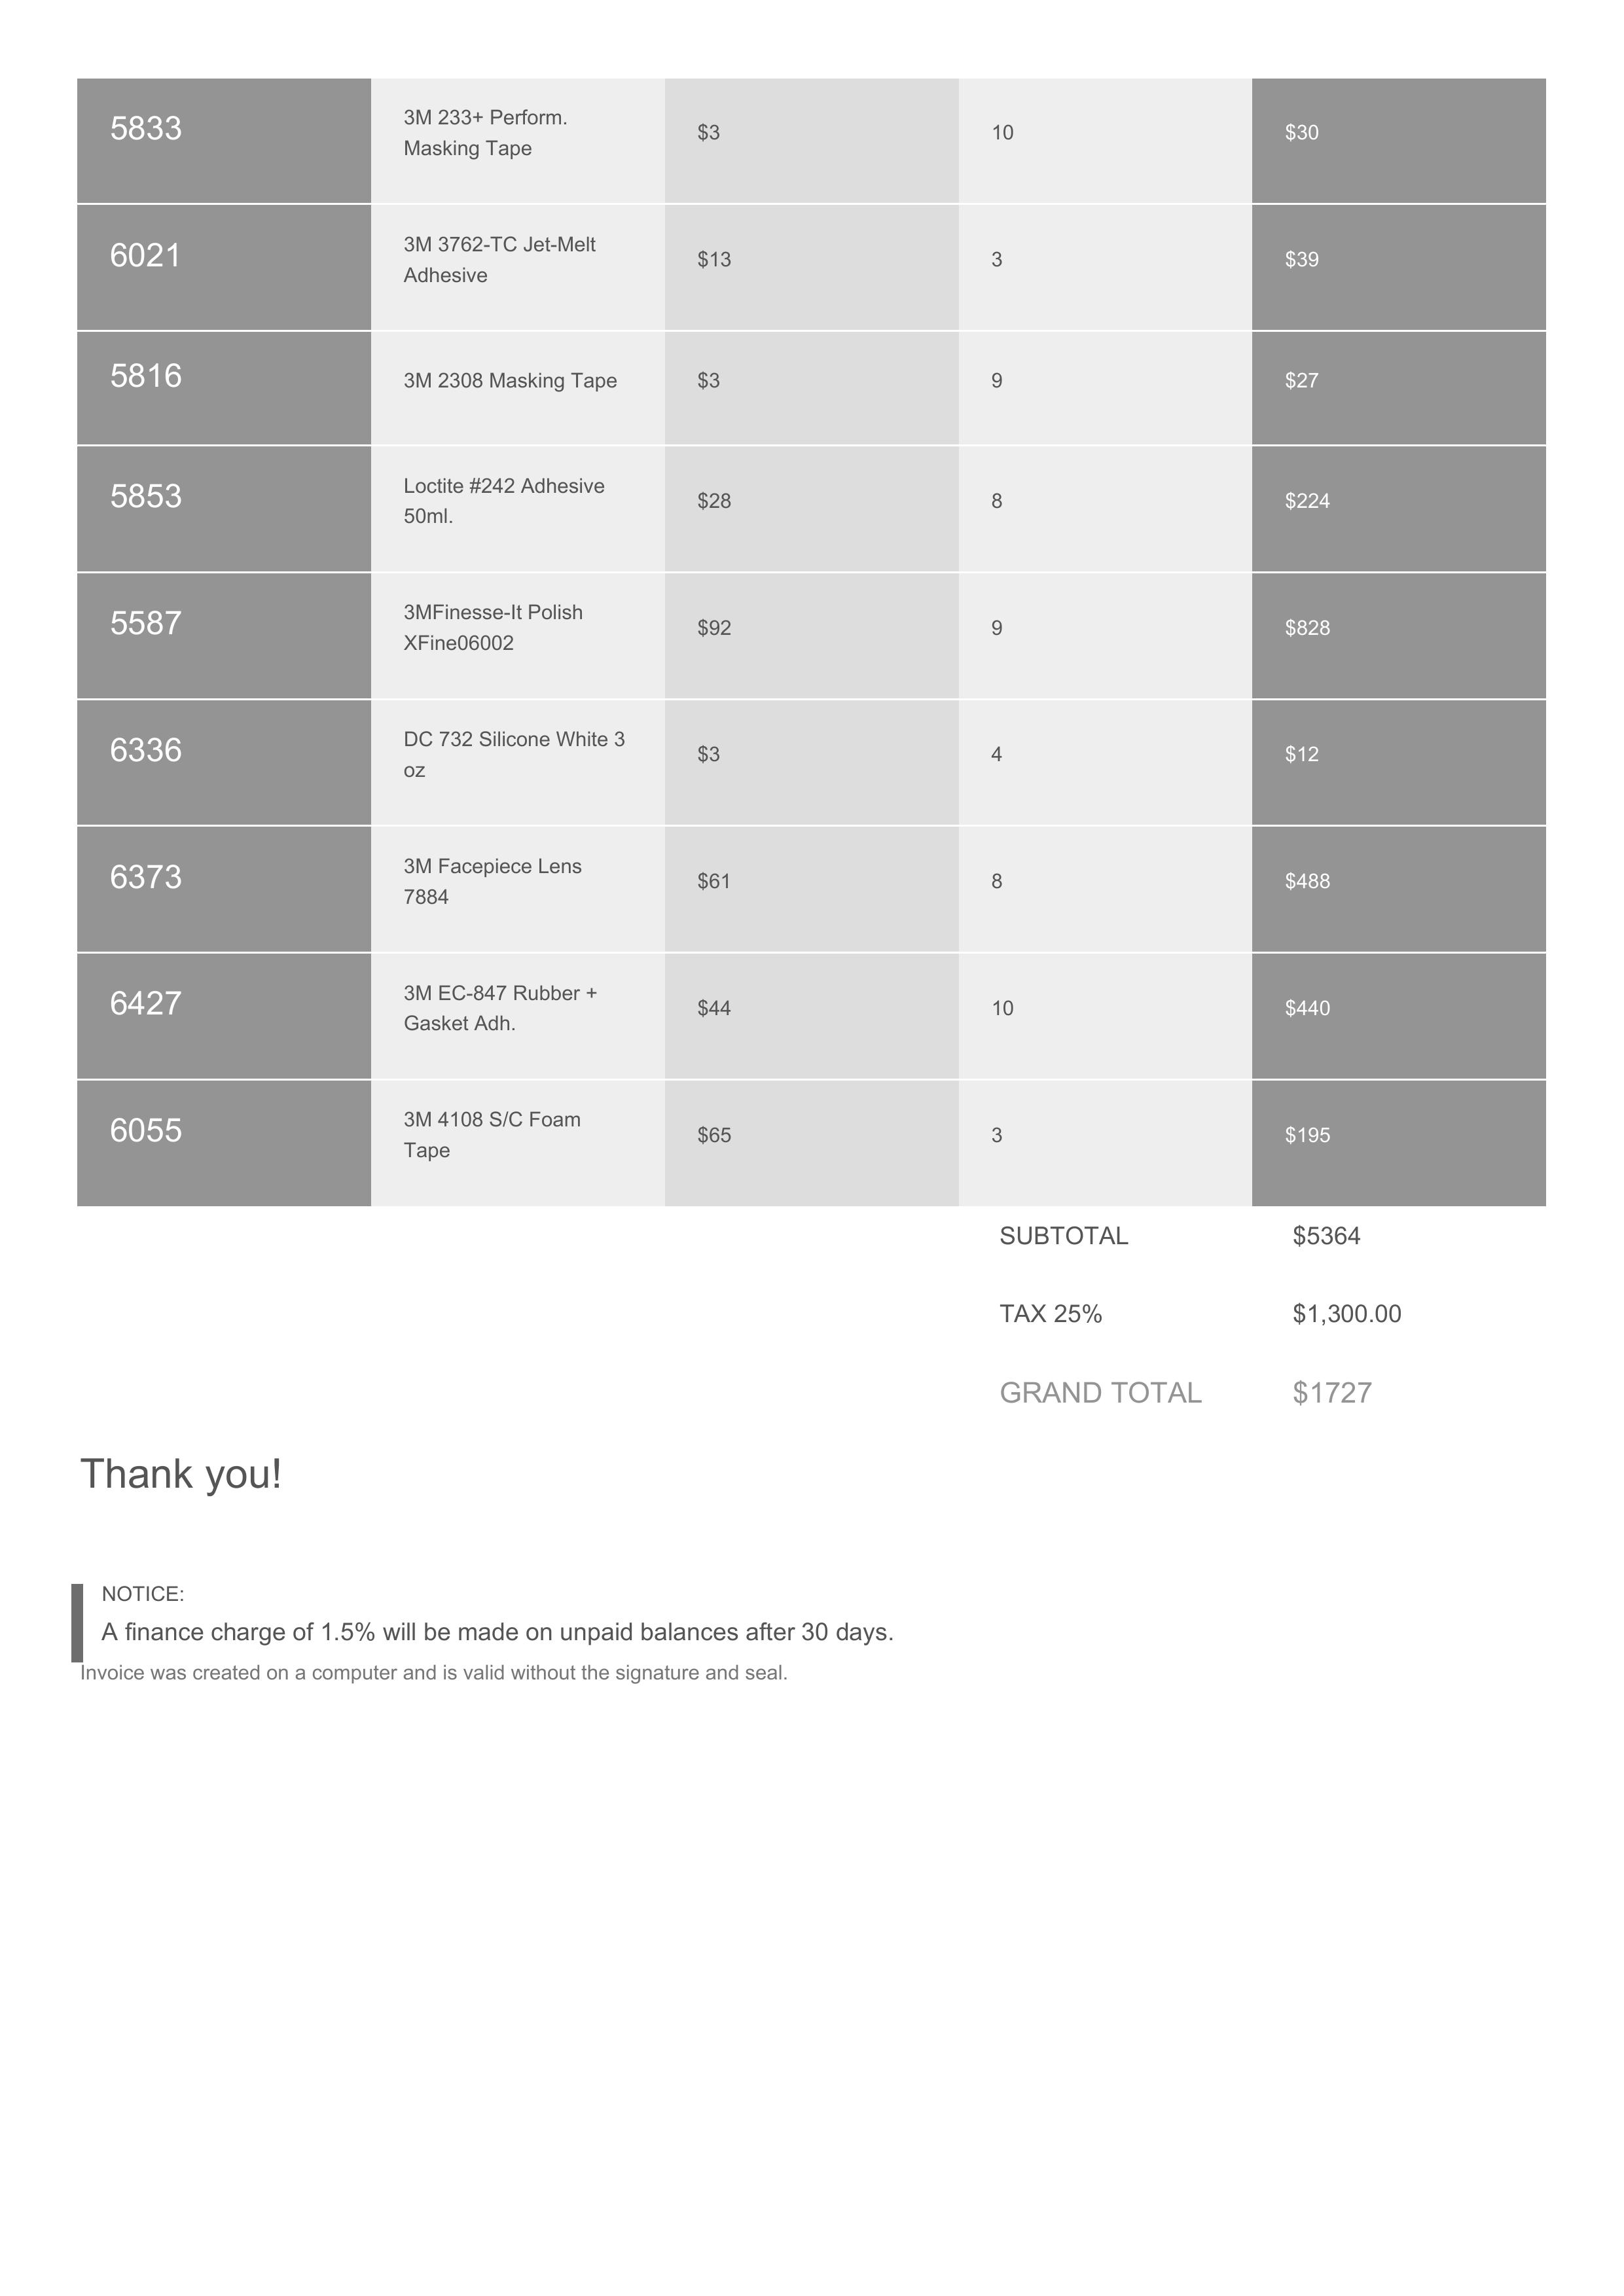 5833
3M 233+ Perform.
Masking Tape
$3
10
$30
6021
3M 3762-TC Jet-Melt
Adhesive
$13
3
$39
5816
3M 2308 Masking Tape
$3
9
$27
5853
Loctite #242 Adhesive
50ml.
$28
8
$224
5587
3MFinesse-It Polish
XFine06002
$92
9
$828
6336
DC 732 Silicone White 3
oz
$3
4
$12
6373
3M Facepiece Lens
7884
$61
8
$488
6427
3M EC-847 Rubber +
Gasket Adh.
$44
10
$440
6055
3M 4108 S/C Foam
Tape
$65
3
$195
SUBTOTAL $5364
TAX 25% $1,300.00
GRAND TOTAL $1727
Thank you!
NOTICE:
A finance charge of 1.5% will be made on unpaid balances after 30 days.
Invoice was created on a computer and is valid without the signature and seal.